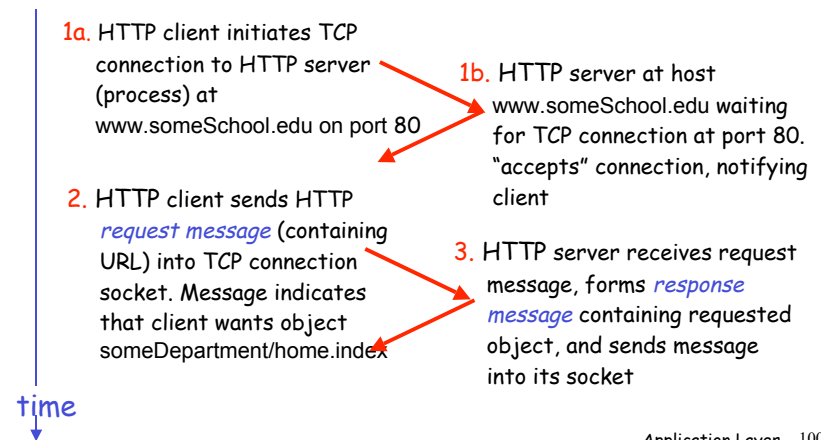 1a. HTTP client initiates TCP
connection to HTTP server
(process) at
www.someSchool.edu on port 80
1b. HTTP server at host
www.someSchool.edu waiting
for TCP connection at port 80.
“accepts” connection, notifying
client
2. HTTP client sends HTTP
request message (containing
URL) into TCP connection
socket. Message indicates
that client wants object
someDepartment/home.index
3. HTTP server receives request
message, forms response
message containing requested
object, and sends message
into its socket
time
Application Layer 100